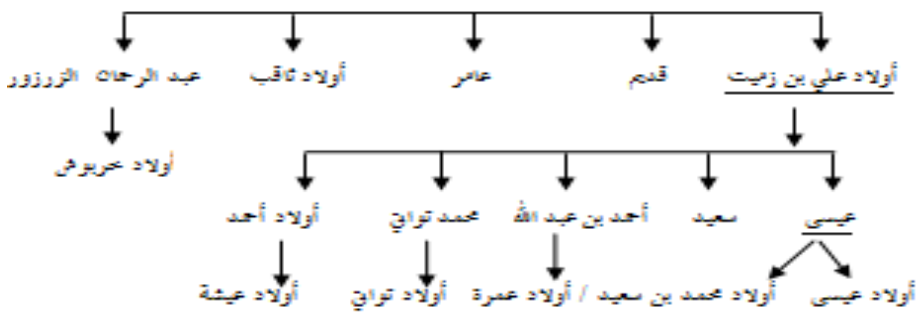 أولاد علي بن زميت قديم عامر أولاد ثاقب عبد الرحمان الزرزور
أولاد خربوش
عيسى سعيد أحمد بن عبد الله محمد تواتي أولاد أحمد
أولاد عيسى أولاد محمد بن سعيد / أولاد عمرة أولاد تواتي أولاد عيشة